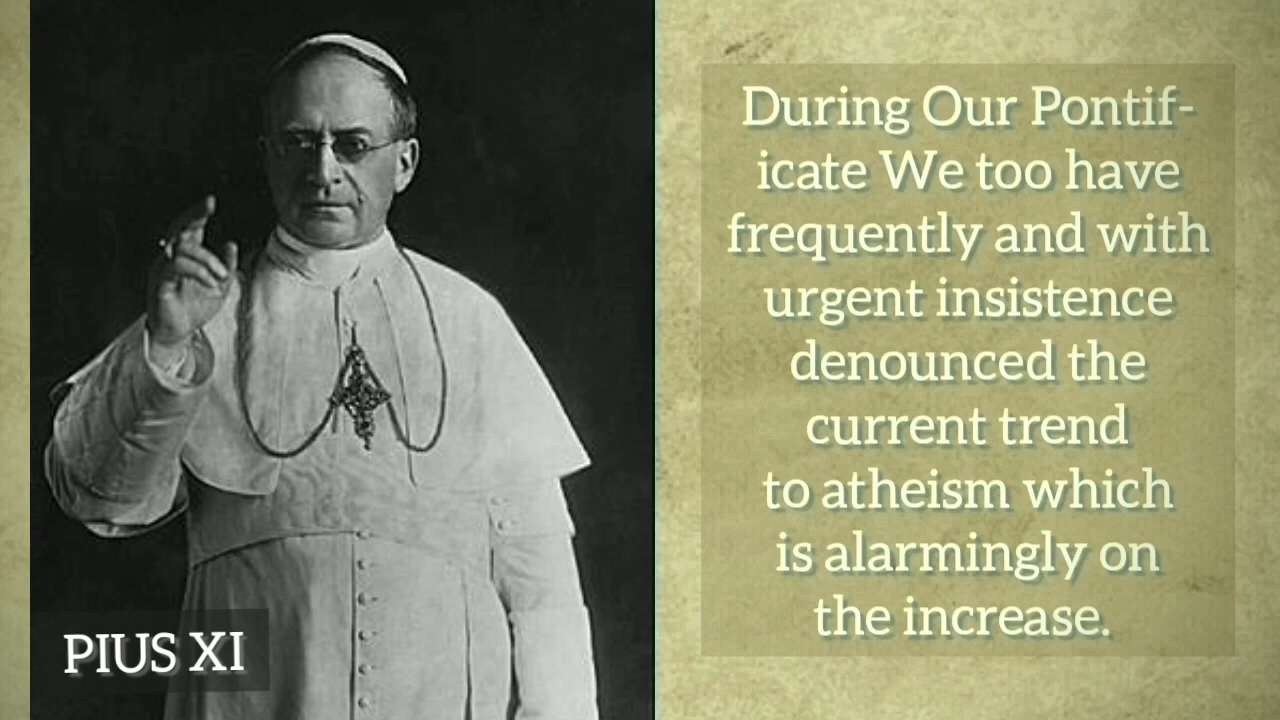 During Our Pontif-
icate We too have
frequently and with
urgent insistence
denounced the
current trend
to atheism which
is alarmingly on
the increase.
PIUS XI